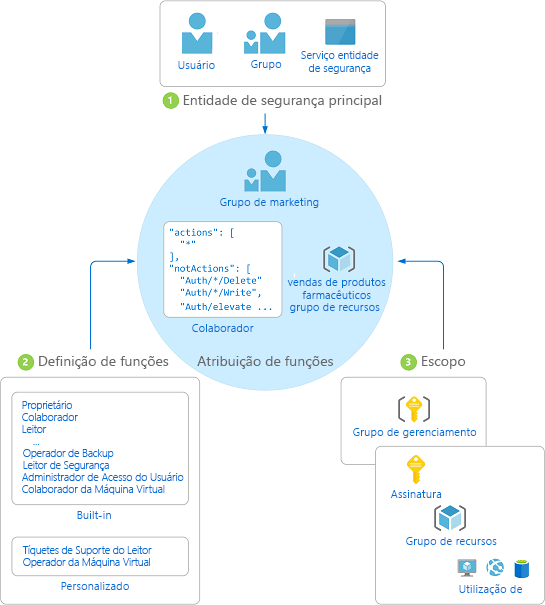 Usuário
Grupo
Serviço entidade
de segurança
1 Entidade de segurança principal
Grupo de marketing
"actions": [
"*"
],
"notActions": [
"Auth/*/Delete"
"Auth/*/Write",
"Auth/elevate ...
Colaborador
vendas de produtos
farmacêuticos
grupo de recursos
Atribuição de funções
2 Definição de funções
Proprietário
Colaborador
Leitor
...
Operador de Backup
Leitor de Segurança
Administrador de Acesso do Usuário
Colaborador da Máquina Virtual
Built-in
Tíquetes de Suporte do Leitor
Operador da Máquina Virtual
Personalizado
3 Escopo
Grupo de gerenciamento
Assinatura
Grupo de recursos
Utilização de